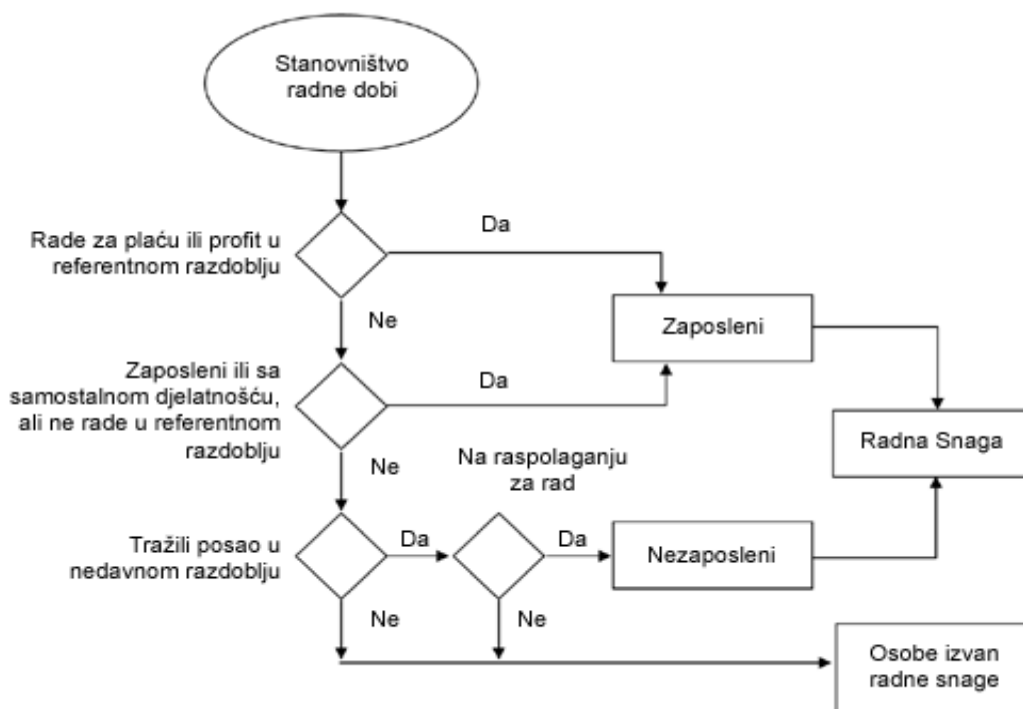 Stanovništvo
radne dobi
Rade za plaću ili profit u
referentnom razdoblju
Da
Ne
Zaposleni
Zaposleni ili sa
samostalnom djelatnošću,
ali ne rade u referentnom
razdoblju
Da
Ne
Radna Snaga
Na raspolaganju
za rad
Tražili posao u
nedavnom razdoblju
Da
Da
Nezaposleni
Ne
Ne
Osobe izvan
radne snage